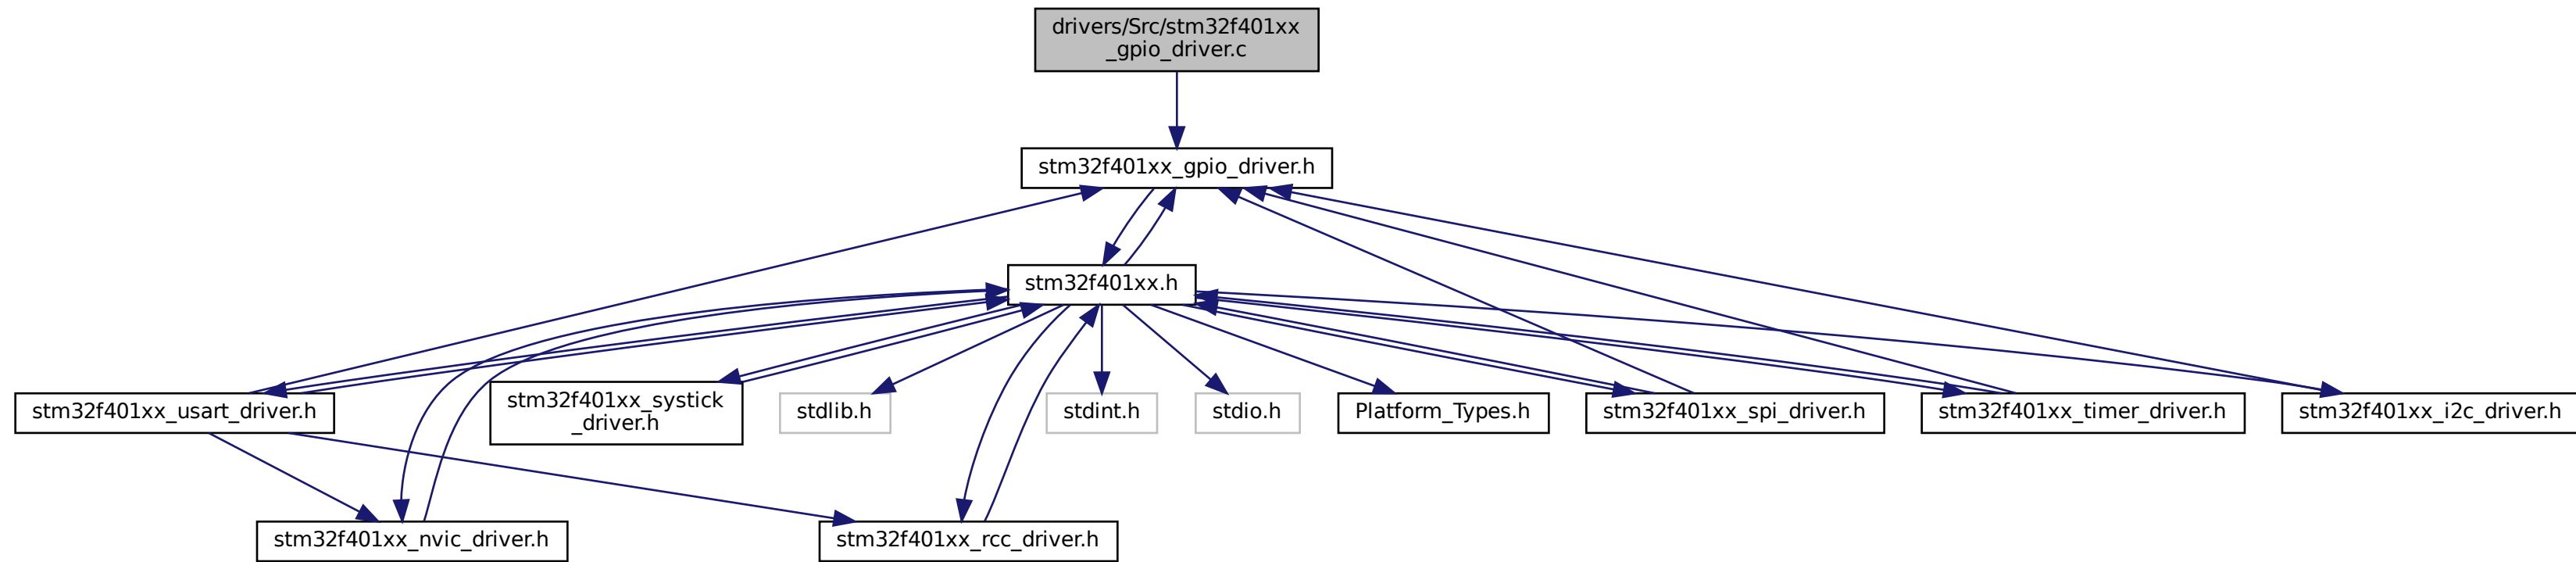 drivers/Src/stm32f401xx
_gpio_driver.c
stm32f401xx_gpio_driver.h
stm32f401xx.h
stm32f401xx_usart_driver.h
stm32f401xx_systick
_driver.h
stdlib.h
stdint.h
stdio.h
Platform_Types.h
stm32f401xx_spi_driver.h
stm32f401xx_timer_driver.h
stm32f401xx_i2c_driver.h
stm32f401xx_nvic_driver.h
stm32f401xx_rcc_driver.h